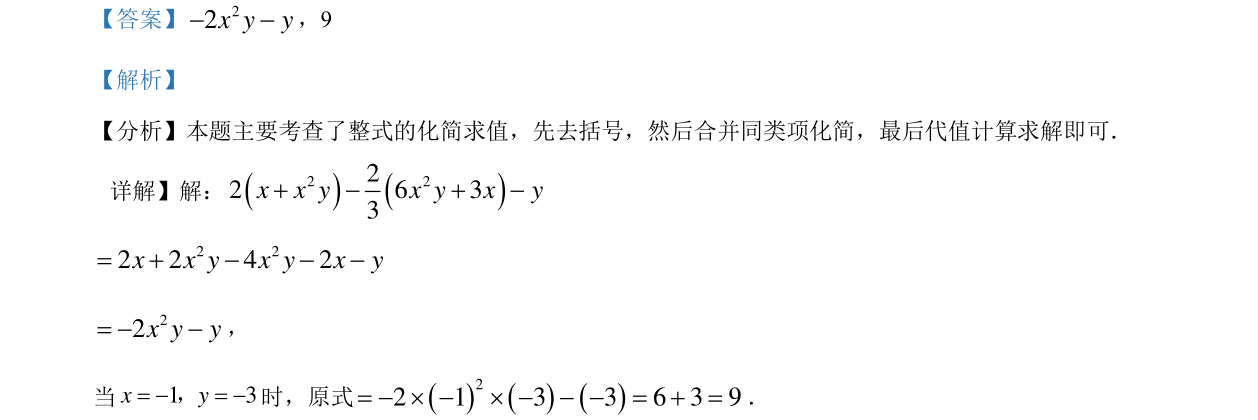 【答案】−2x²y − y，9
【解析】
【分析】本题主要考查了整式的化简求值，先去括号，然后合并同类项化简，最后代值计算求解即可．
详解】解：2(x + x²y) − 2/3(6x²y + 3x) − y
= 2x + 2x²y − 4x²y − 2x − y
= −2x²y − y，
当 x = −1，y = −3 时，原式 = −2×(−1)²×(−3) − (−3) = 6 + 3 = 9．